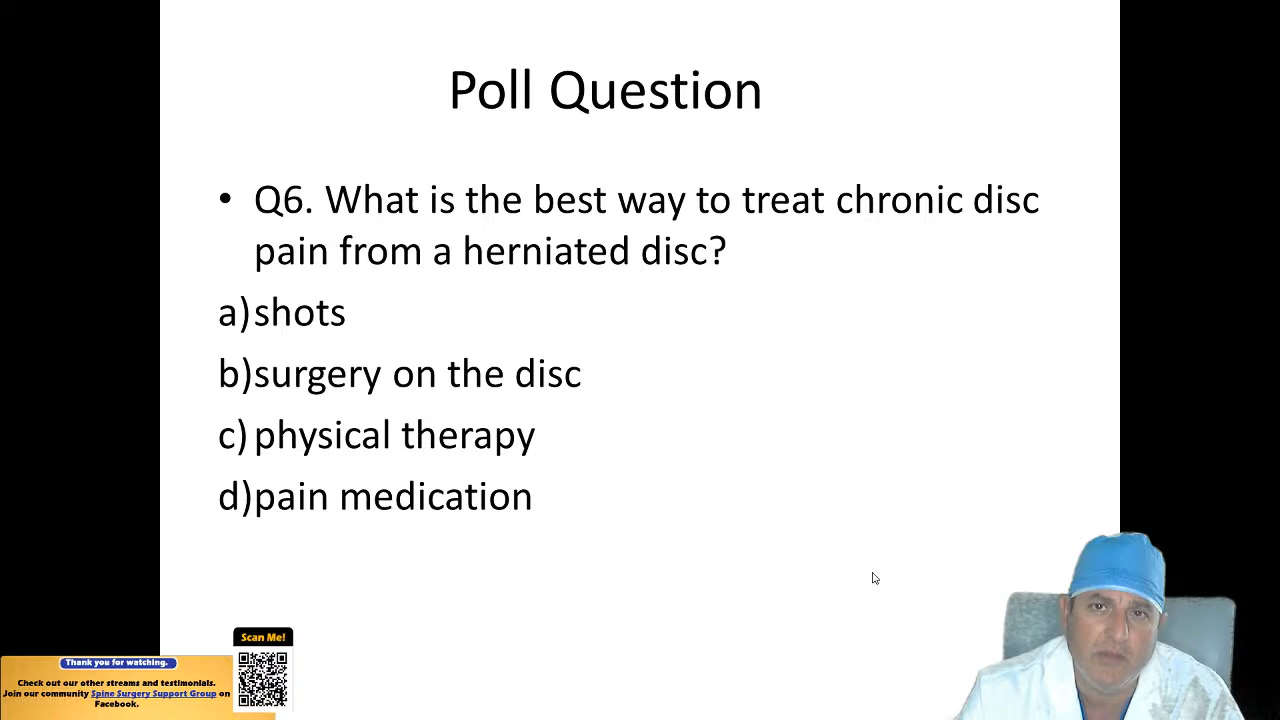 Poll Question
• Q6. What is the best way to treat chronic disc
pain from a herniated disc?
a) shots
b) surgery on the disc
c) physical therapy
d) pain medication
Scan Me!
Thank you for watching.
Check out our other streams and testimonials.
Join our community Spine Surgery Support Group on
Facebook.